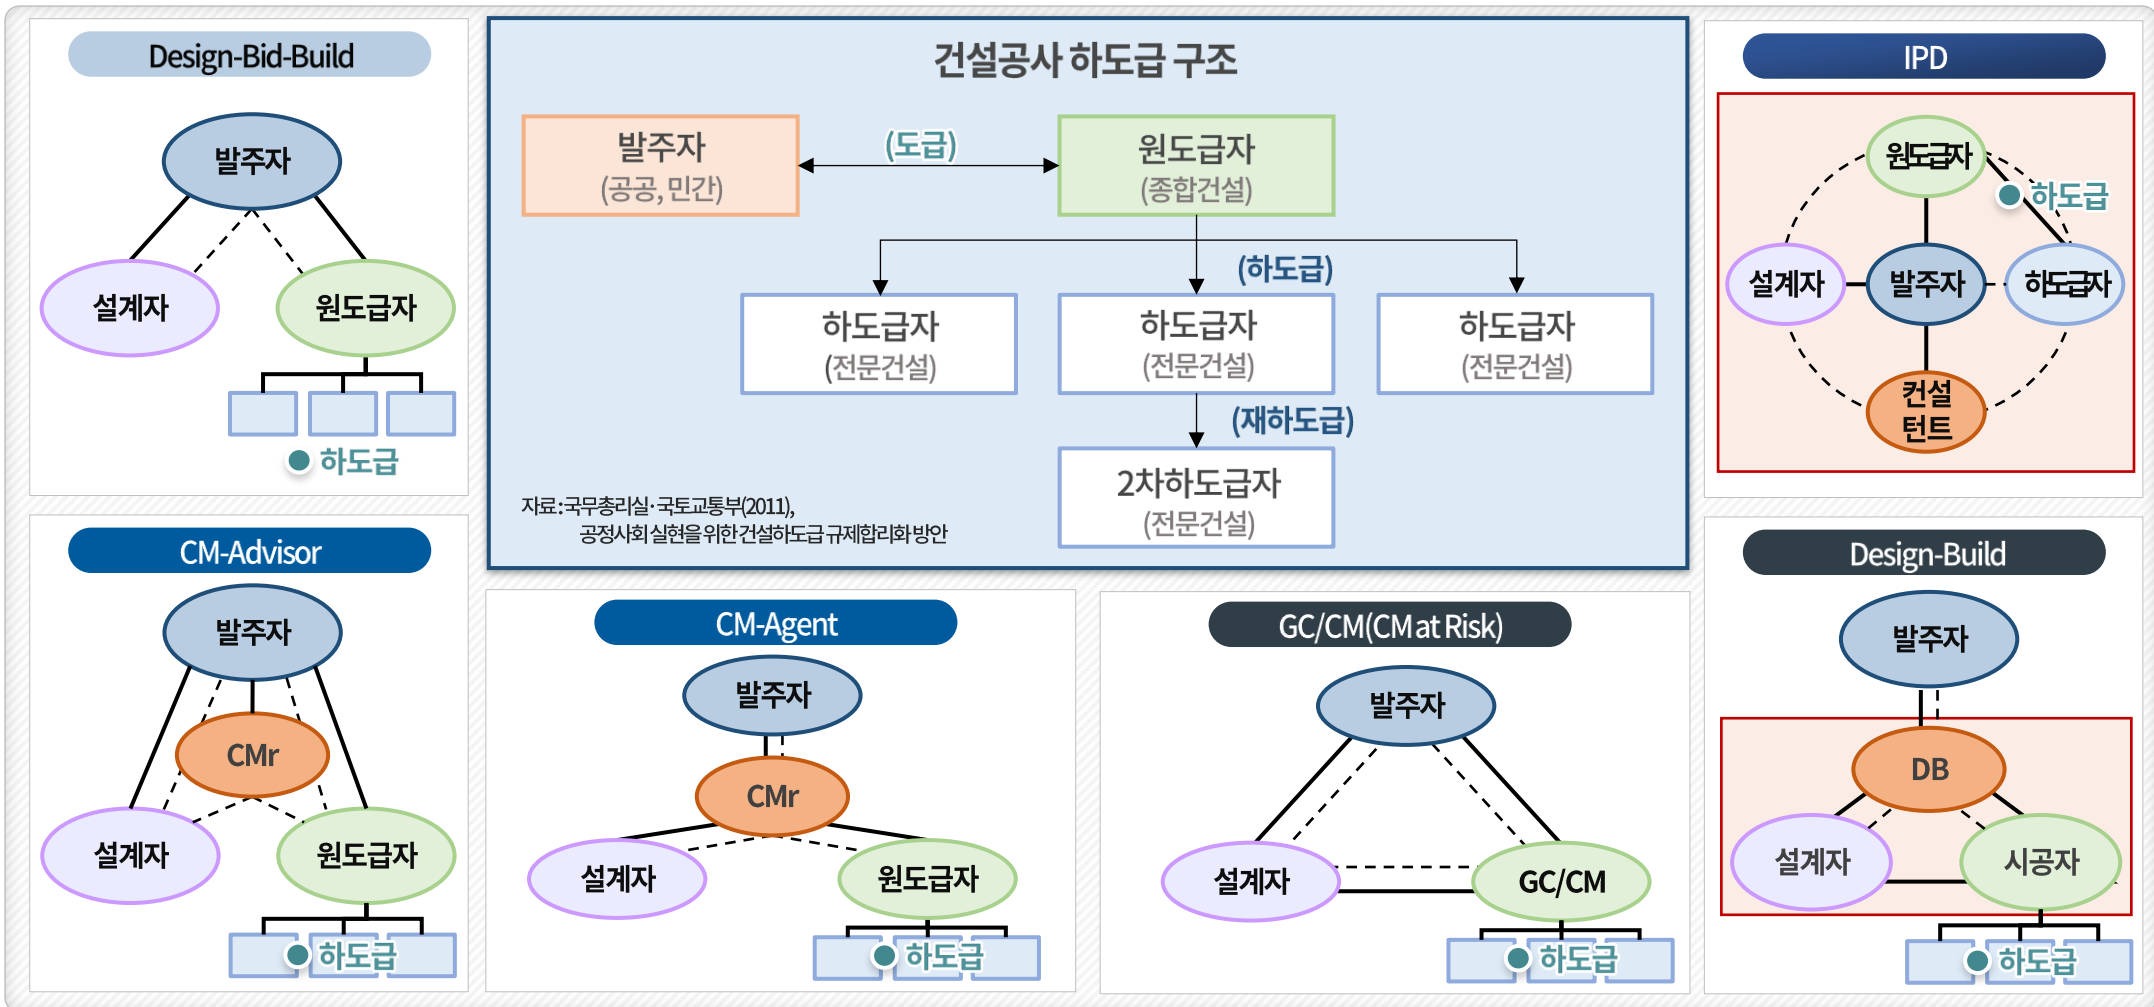 Design-Bid-Build
발주자
설계자
원도급자
하도급
건설공사 하도급 구조
발주자
(공공, 민간)
(도급)
원도급자
(종합건설)
(하도급)
하도급자
(전문건설)
하도급자
(전문건설)
하도급자
(전문건설)
(재하도급)
2차하도급자
(전문건설)
자료 : 국무총리실·국토교통부(2011),
공정사회 실현을 위한 건설하도급 규제합리화 방안
IPD
원도급자
하도급
설계자
발주자
하도급자
컨설
턴트
CM-Advisor
발주자
CMr
설계자
원도급자
하도급
CM-Agent
발주자
CMr
설계자
원도급자
하도급
GC/CM(CM at Risk)
발주자
설계자
GC/CM
하도급
Design-Build
발주자
DB
설계자
시공자
하도급